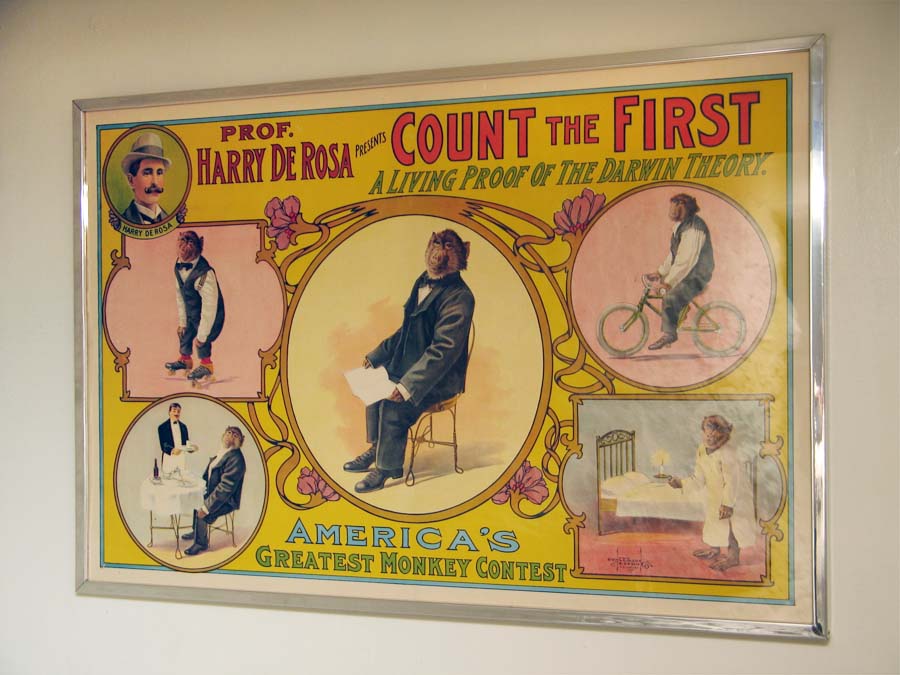 PROF.
HARRY DE ROSA PRESENTS
COUNT THE FIRST
A LIVING PROOF OF THE DARWIN THEORY.
HARRY DE ROSA
AMERICA'S
GREATEST MONKEY CONTEST